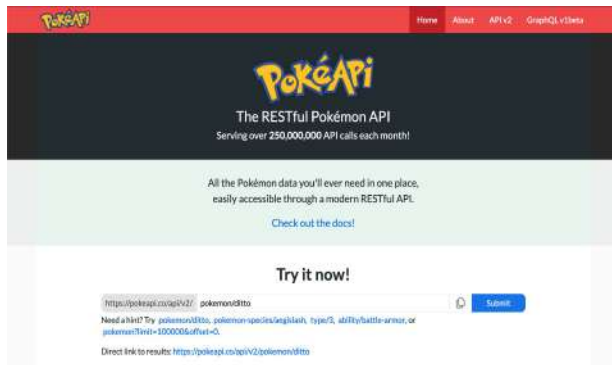 PokéAPI
Home About API v2 GraphQL v1beta
PokéAPI
The RESTful Pokémon API
Serving over 250,000,000 API calls each month!
All the Pokémon data you'll ever need in one place,
easily accessible through a modern RESTful API.
Check out the docs!
Try it now!
https://pokeapi.co/api/v2/ pokemon/ditto Submit
Need a hint? Try pokemon/ditto, pokemon-species/aegislash, type/3, ability/battle-armor, or
pokemon?limit=100000&offset=0.
Direct link to results: https://pokeapi.co/api/v2/pokemon/ditto